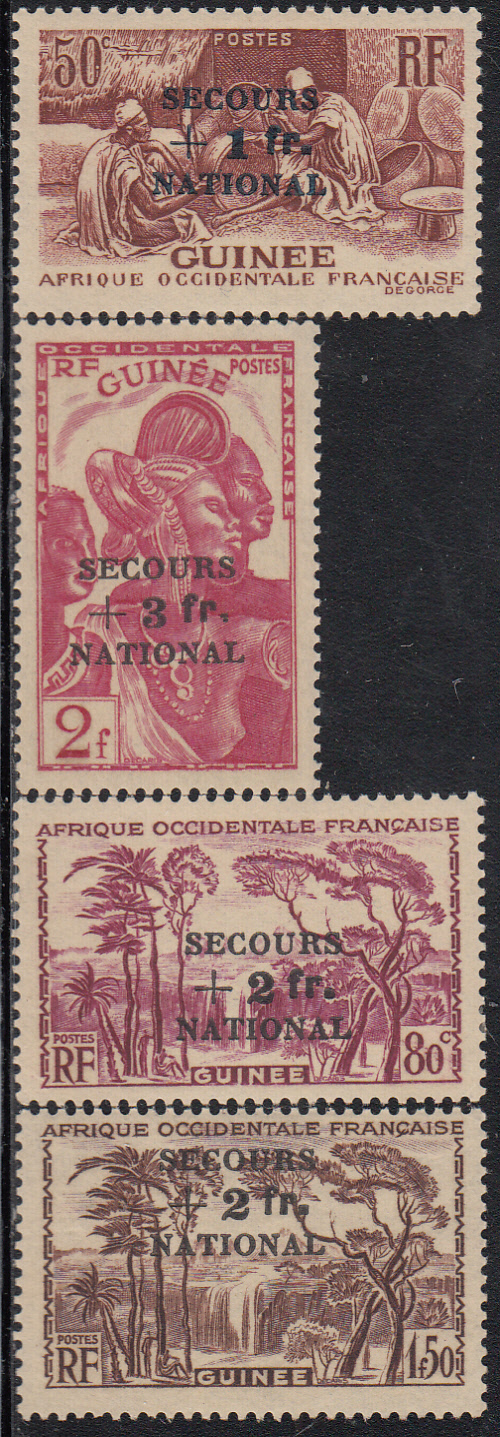 50c POSTES RF
SECOURS
+ 1 fr.
NATIONAL
GUINEE
AFRIQUE OCCIDENTALE FRANÇAISE
DEGORCE
AFRIQUE OCCIDENTALE FRANÇAISE
RF GUINÉE POSTES
SECOURS
+ 3 fr.
NATIONAL
2f
DECARIS
AFRIQUE OCCIDENTALE FRANÇAISE
SECOURS
+ 2 fr.
NATIONAL
POSTES
RF GUINEE 80c
AFRIQUE OCCIDENTALE FRANÇAISE
SECOURS
+ 2 fr.
NATIONAL
POSTES
RF GUINEE 1f50